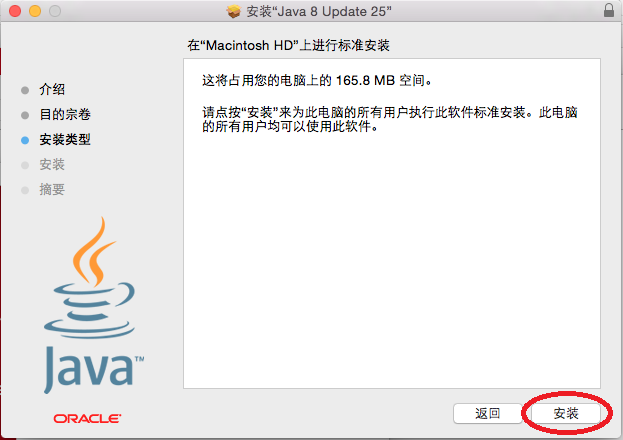 安装“Java 8 Update 25”
在“Macintosh HD”上进行标准安装
介绍
目的宗卷
安装类型
安装
摘要
这将占用您的电脑上的 165.8 MB 空间。
请点按“安装”来为此电脑的所有用户执行此软件标准安装。此电脑
的所有用户均可以使用此软件。
Java™
ORACLE®
返回
安装